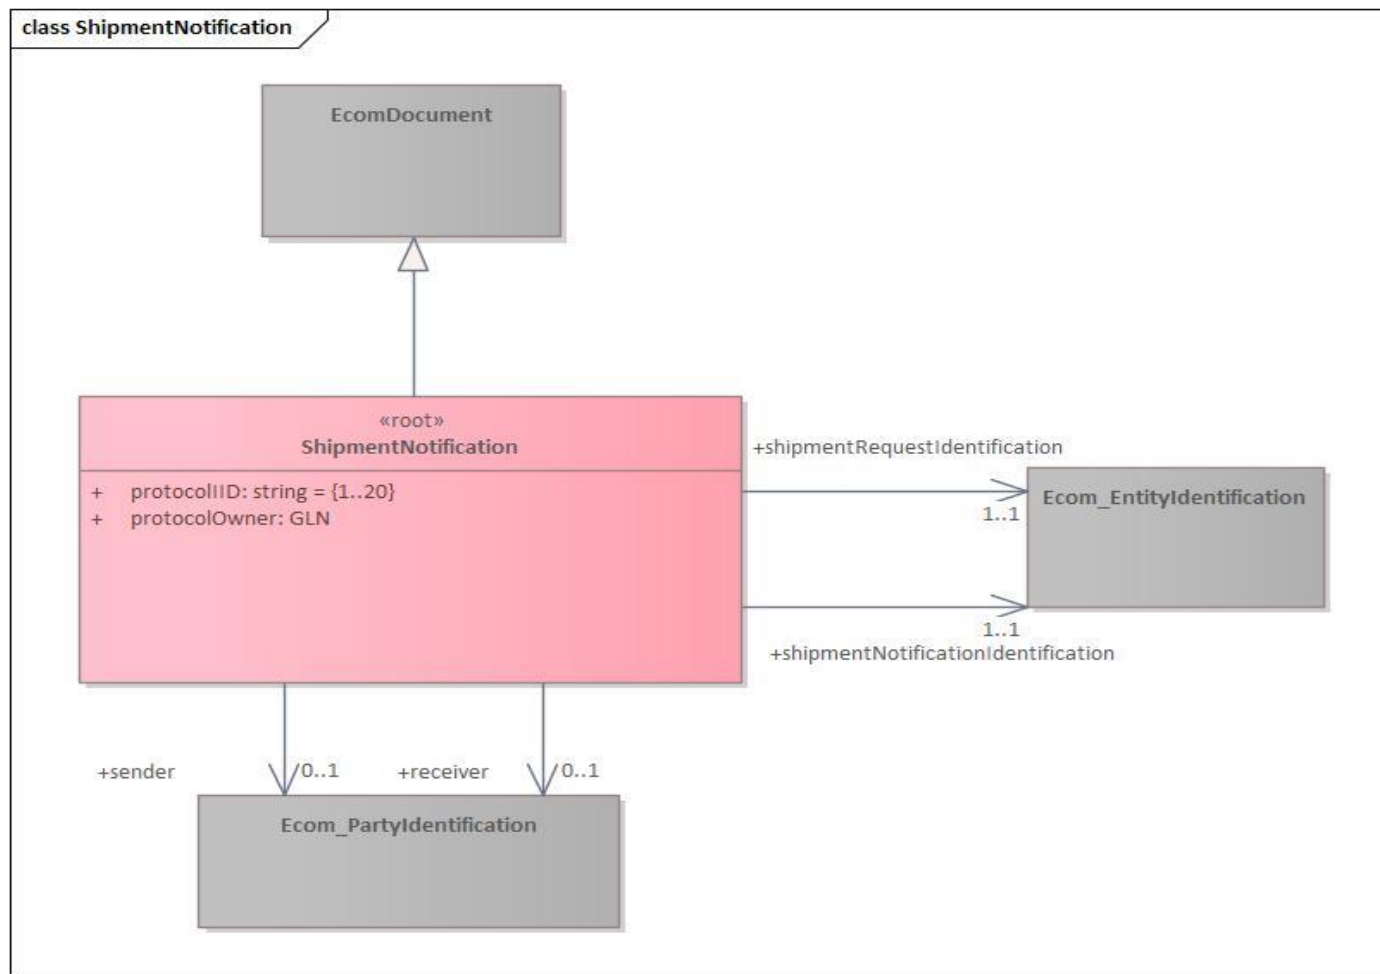 class ShipmentNotification
EcomDocument
«root»
ShipmentNotification
+ protocolIID: string = {1..20}
+ protocolOwner: GLN
+shipmentRequestIdentification
1..1
Ecom_EntityIdentification
1..1
+shipmentNotificationIdentification
+sender 0..1 +receiver 0..1
Ecom_PartyIdentification